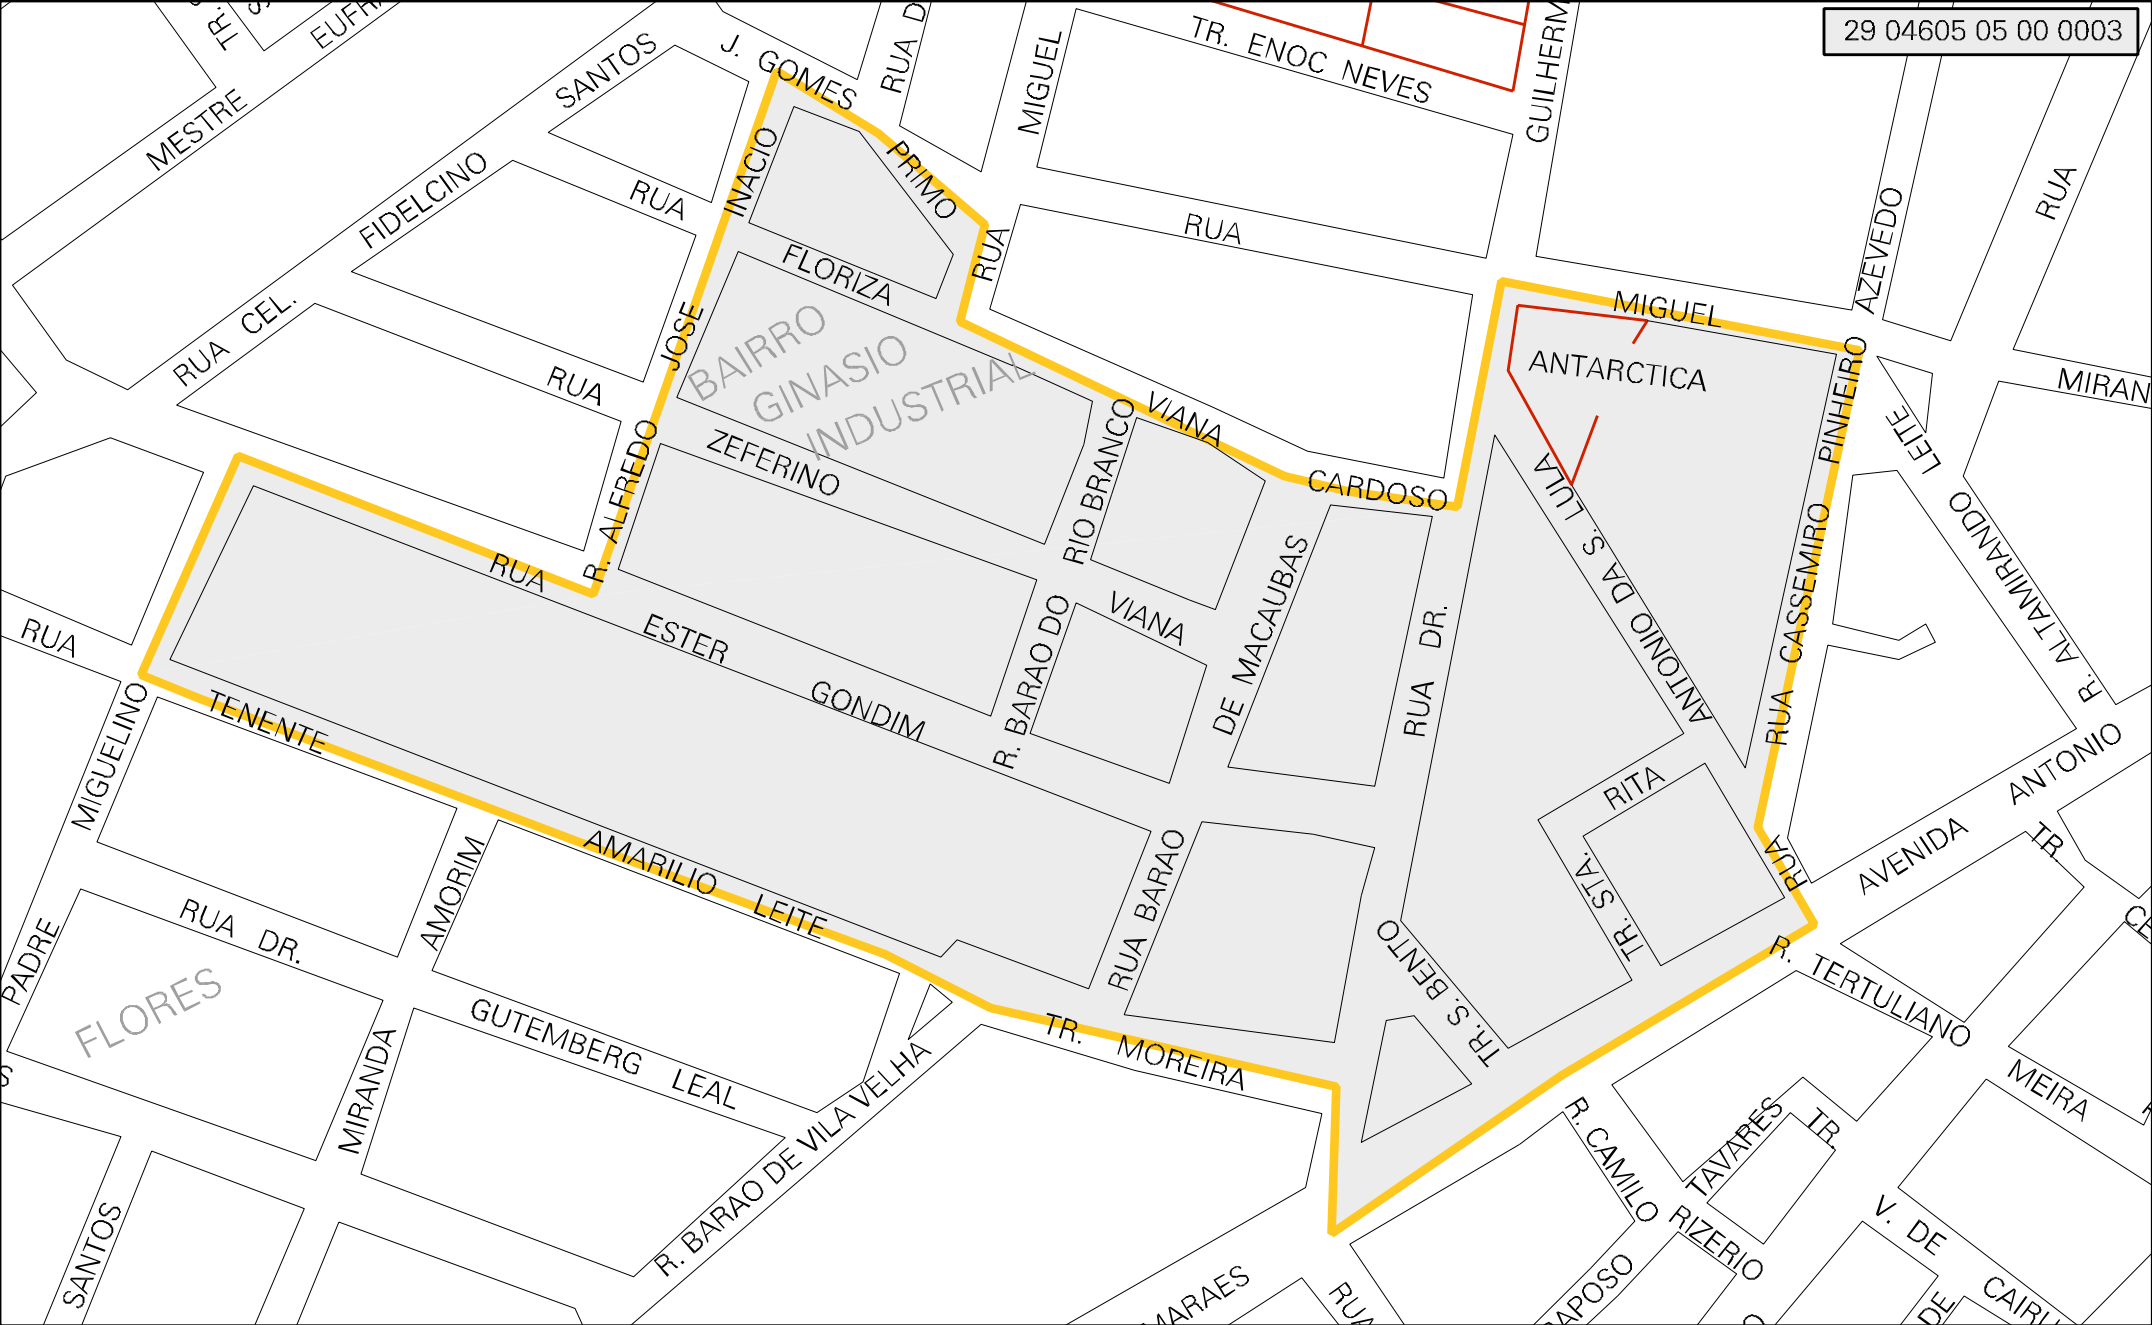 29 04605 05 00 0003
TR.
MESTRE
SANTOS
J. GOMES
PRIMO
RUA
MIGUEL
TR. ENOC NEVES
RUA
MIGUEL
RUA
MIRAN
AZEVEDO
RUA CEL.
FIDELCINO
RUA
INACIO
FLORIZA
RUA
R. ALFREDO
JOSE
BAIRRO
GINASIO
INDUSTRIAL
ANTARCTICA
VIANA
CARDOSO
ZEFERINO
VIANA
R. BARAO DO
RIO BRANCO
RUA BARAO
DE MACAUBAS
RUA DR.
ANTONIO DA S. LULA
RUA CASSEMIRO
PINHEIRO
LEITE
R. ALTAMIRANDO
RUA
ESTER
GONDIM
RUA
TENENTE
AMARILIO
LEITE
PADRE
MIGUELINO
RITA
TR. STA.
TR. S. BENTO
RUA
AVENIDA
ANTONIO
R. TERTULIANO
TR
RUA DR.
GUTEMBERG LEAL
FLORES
MIRANDA
AMORIM
TR. MOREIRA
R. BARAO DE VILA VELHA
SANTOS
R. CAMILO
TAVARES
TR.
RIZERIO
MEIRA
V. DE
DE
RUA